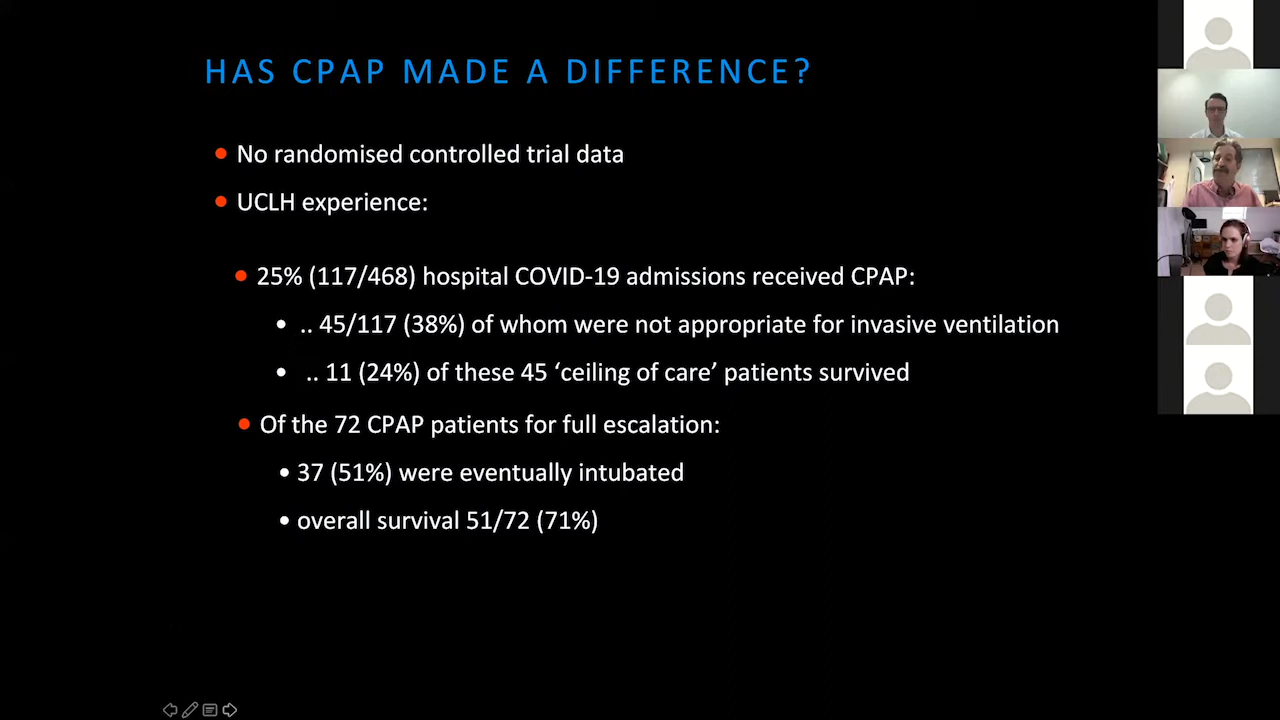 HAS CPAP MADE A DIFFERENCE?
• No randomised controlled trial data
• UCLH experience:
• 25% (117/468) hospital COVID-19 admissions received CPAP:
• .. 45/117 (38%) of whom were not appropriate for invasive ventilation
• .. 11 (24%) of these 45 ‘ceiling of care’ patients survived
• Of the 72 CPAP patients for full escalation:
• 37 (51%) were eventually intubated
• overall survival 51/72 (71%)